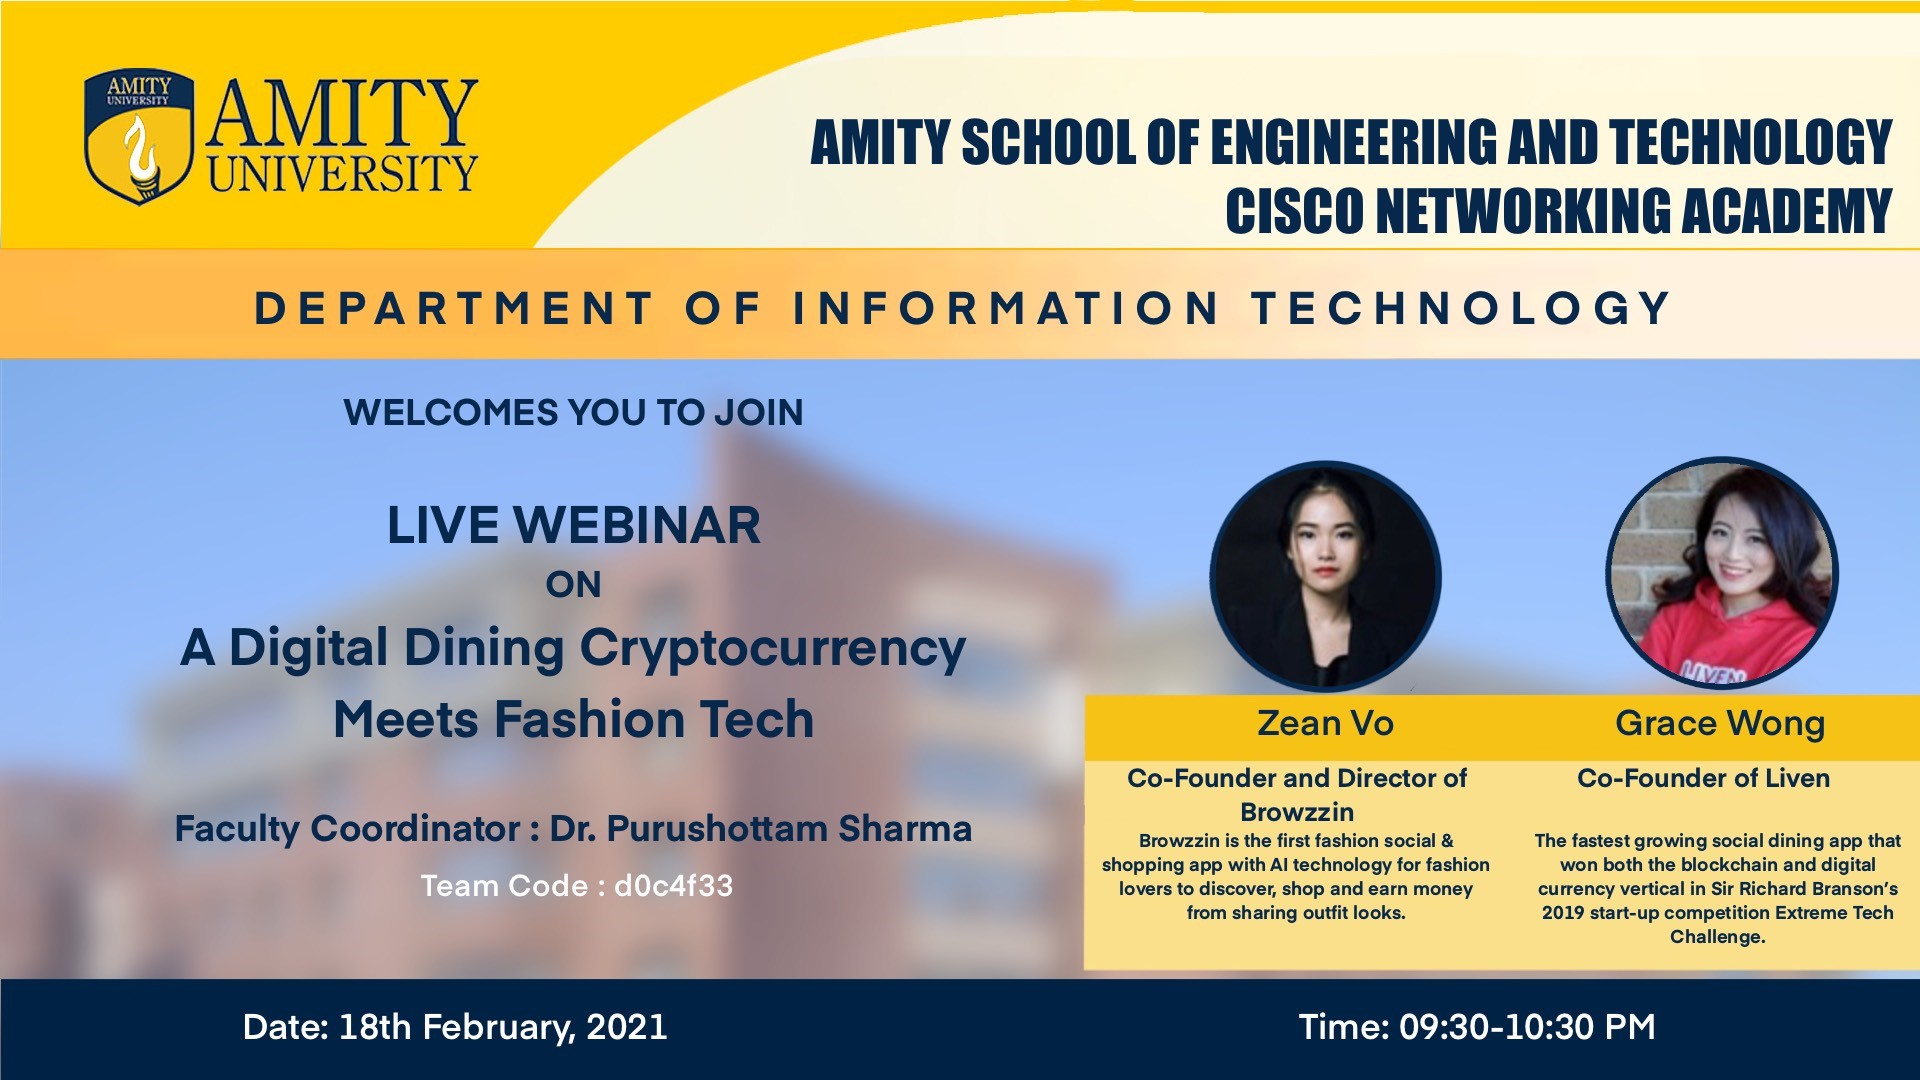 AMITY
UNIVERSITY
AMITY
UNIVERSITY
AMITY SCHOOL OF ENGINEERING AND TECHNOLOGY
CISCO NETWORKING ACADEMY
DEPARTMENT OF INFORMATION TECHNOLOGY
WELCOMES YOU TO JOIN
LIVE WEBINAR
ON
A Digital Dining Cryptocurrency
Meets Fashion Tech
Faculty Coordinator : Dr. Purushottam Sharma
Team Code : d0c4f33
LIVEN
Zean Vo
Co-Founder and Director of
Browzzin
Browzzin is the first fashion social &
shopping app with AI technology for fashion
lovers to discover, shop and earn money
from sharing outfit looks.
Grace Wong
Co-Founder of Liven
The fastest growing social dining app that
won both the blockchain and digital
currency vertical in Sir Richard Branson's
2019 start-up competition Extreme Tech
Challenge.
Date: 18th February, 2021
Time: 09:30-10:30 PM